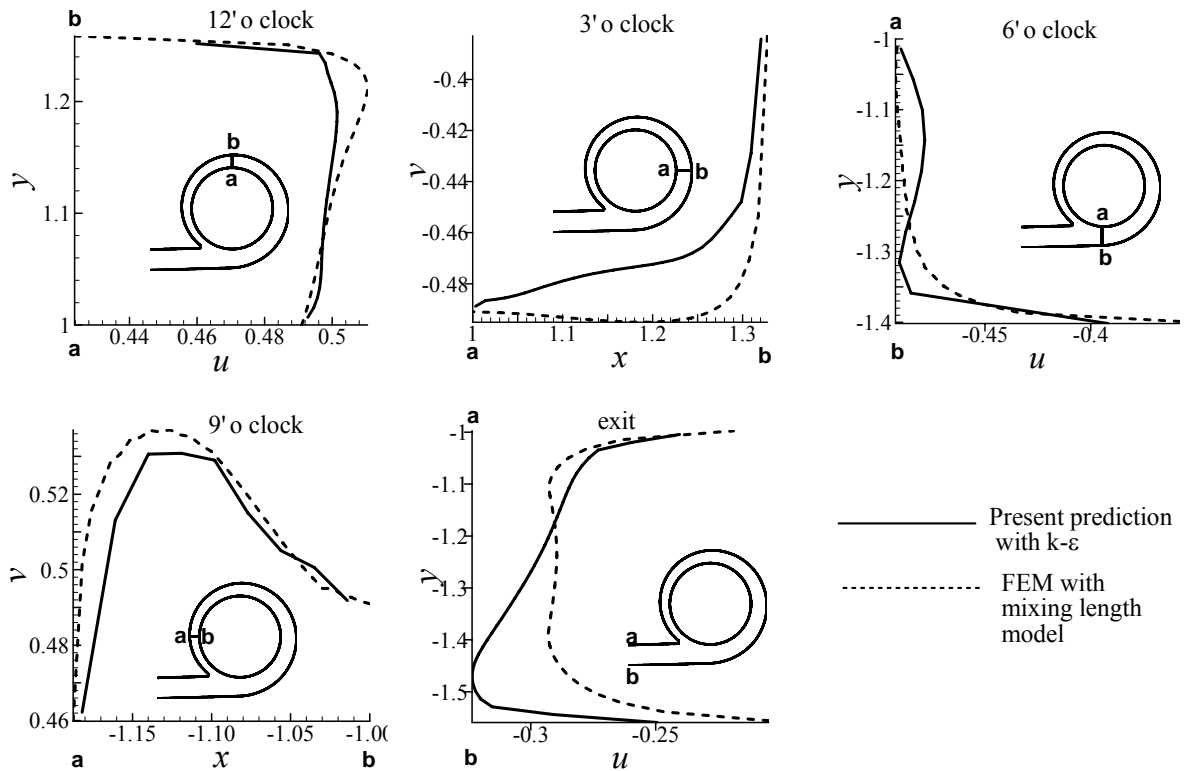 12' o clock
b
1.2
1.1
1
y
b
a
0.44
0.46
0.48
0.5
a
u
3' o clock
-0.4
-0.42
-0.44
-0.46
-0.48
v
a
b
1
1.1
1.2
1.3
a
x
b
6' o clock
a
-1
-1.1
-1.2
-1.3
-1.4
y
a
b
-0.45
-0.4
b
u
9' o clock
0.52
0.5
0.48
0.46
v
a
b
-1.15
-1.10
-1.05
-1.00
a
x
b
exit
a
-1
-1.1
-1.2
-1.3
-1.4
-1.5
y
a
b
-0.3
-0.25
b
u
Present prediction
with k-ε
FEM with
mixing length
model